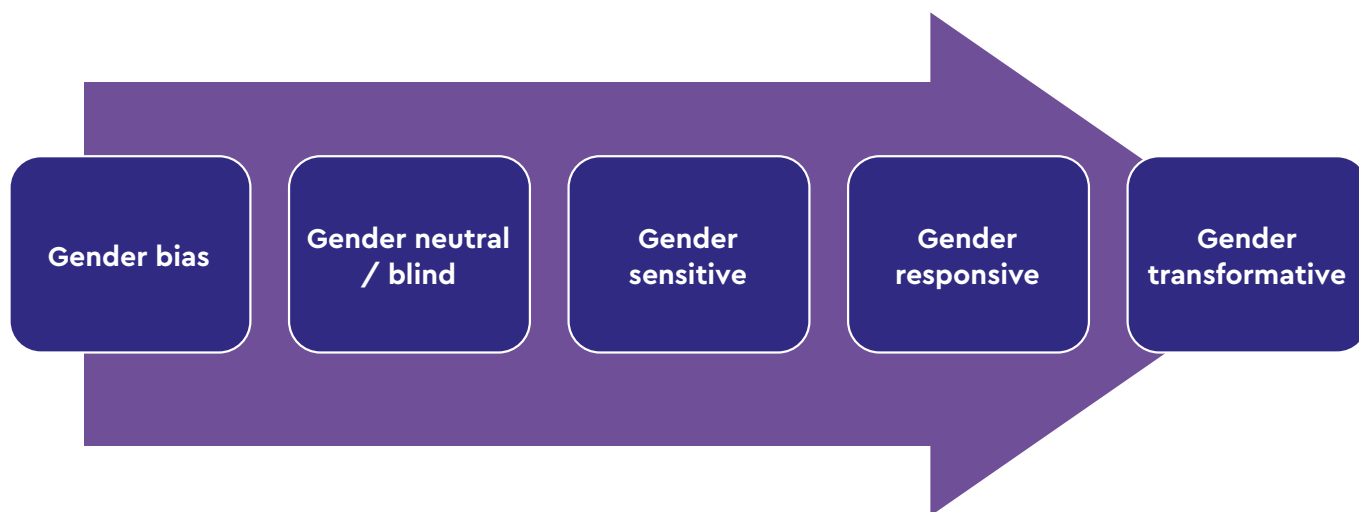 Gender bias
Gender neutral
/ blind
Gender
sensitive
Gender
responsive
Gender
transformative